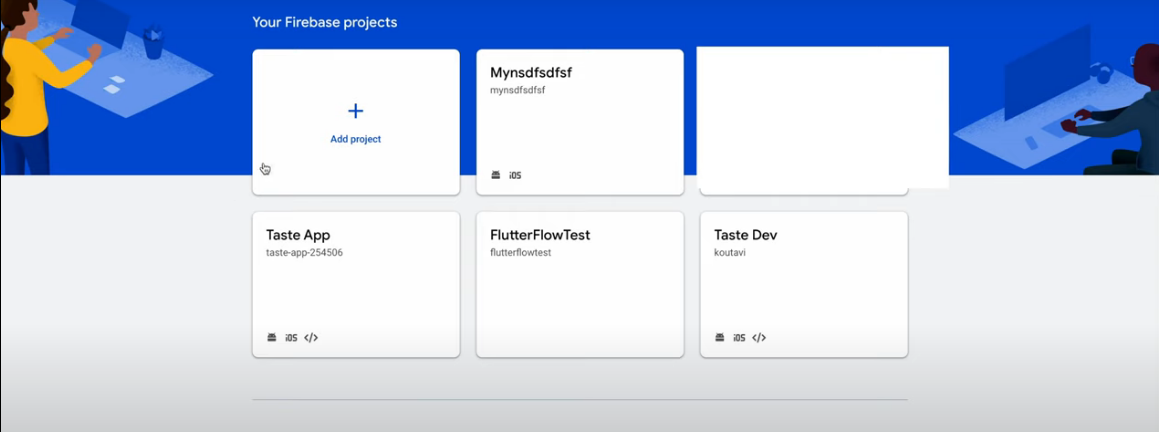 Your Firebase projects
Add project
Mynsdfsdfsf
mynsdfsdfsf
iOS
Taste App
taste-app-254506
iOS </>
FlutterFlowTest
flutterflowtest
Taste Dev
koutavi
iOS </>